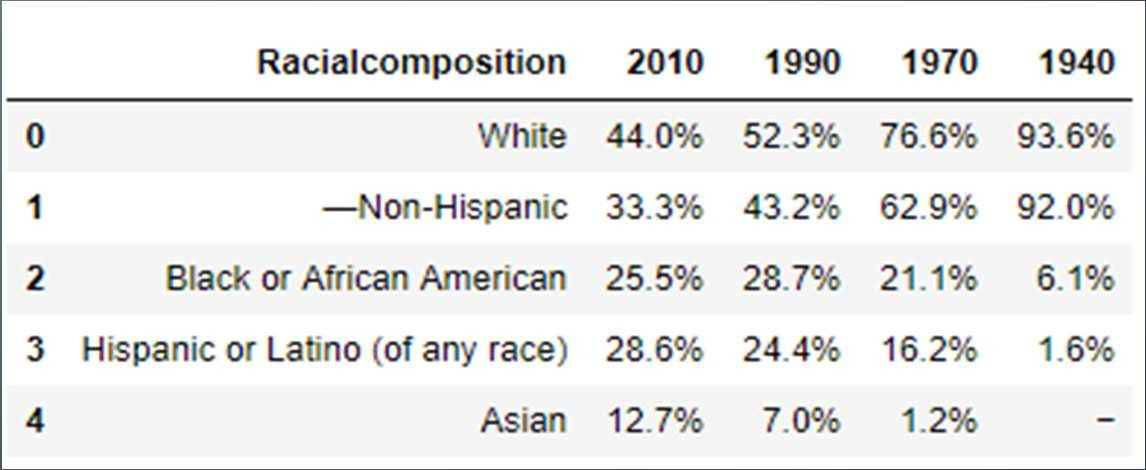 Racialcomposition 2010 1990 1970 1940
0 White 44.0% 52.3% 76.6% 93.6%
1 —Non-Hispanic 33.3% 43.2% 62.9% 92.0%
2 Black or African American 25.5% 28.7% 21.1% 6.1%
3 Hispanic or Latino (of any race) 28.6% 24.4% 16.2% 1.6%
4 Asian 12.7% 7.0% 1.2% −